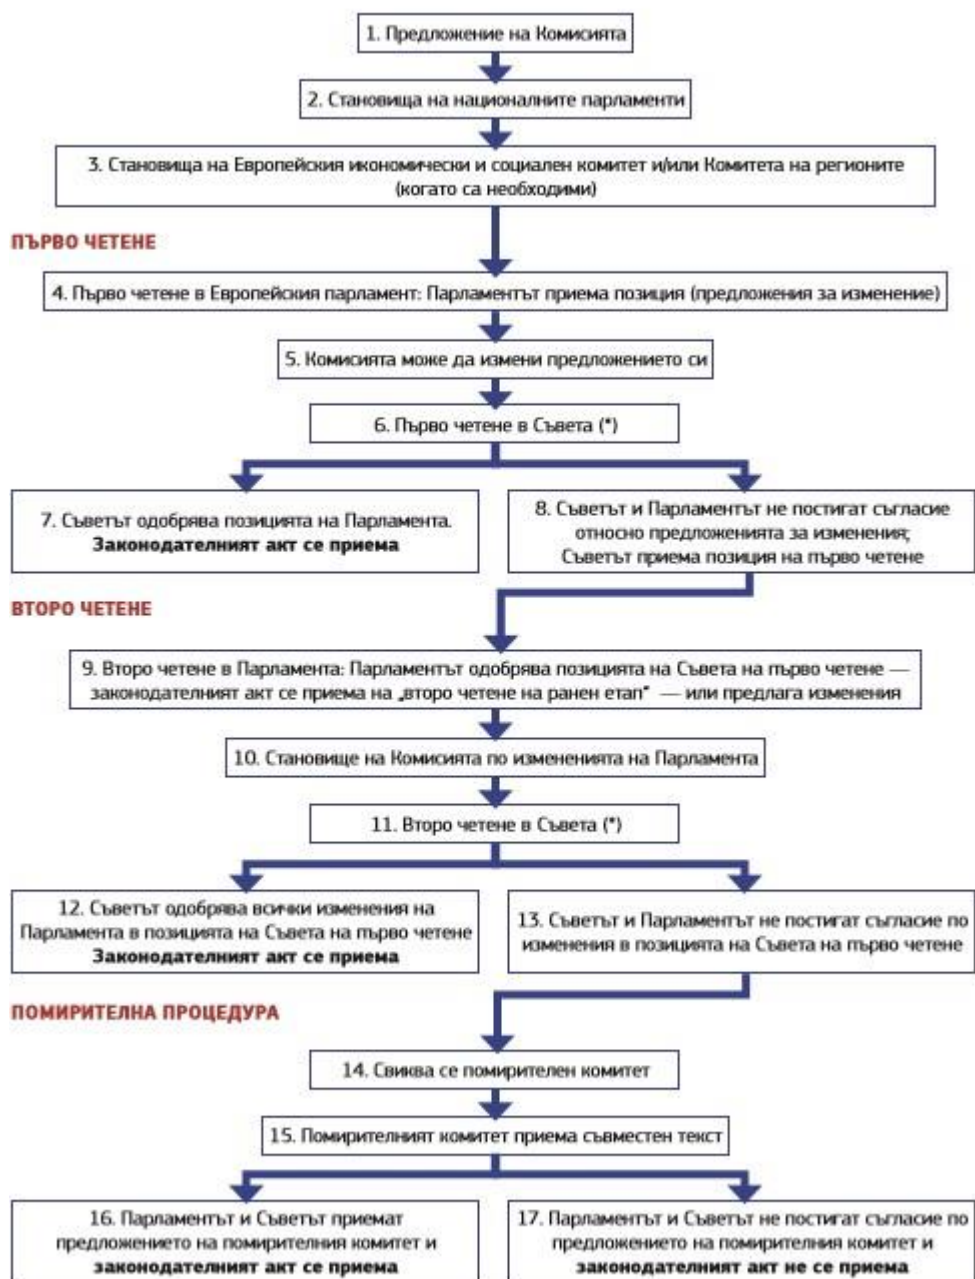 1. Предложение на Комисията
2. Становища на националните парламенти
3. Становища на Европейския икономически и социален комитет и/или Комитета на регионите
(когато са необходими)
ПЪРВО ЧЕТЕНЕ
4. Първо четене в Европейския парламент: Парламентът приема позиция (предложения за изменение)
5. Комисията може да измени предложението си
6. Първо четене в Съвета (*)
7. Съветът одобрява позицията на Парламента.
Законодателният акт се приема
8. Съветът и Парламентът не постигат съгласие
относно предложенията за изменения;
Съветът приема позиция на първо четене
ВТОРО ЧЕТЕНЕ
9. Второ четене в Парламента: Парламентът одобрява позицията на Съвета на първо четене —
законодателният акт се приема на „второ четене на ранен етап“ — или предлага изменения
10. Становище на Комисията по измененията на Парламента
11. Второ четене в Съвета (*)
12. Съветът одобрява всички изменения на
Парламента в позицията на Съвета на първо четене
Законодателният акт се приема
13. Съветът и Парламентът не постигат съгласие по
изменения в позицията на Съвета на първо четене
ПОМИРИТЕЛНА ПРОЦЕДУРА
14. Свиква се помирителен комитет
15. Помирителният комитет приема съвместен текст
16. Парламентът и Съветът приемат
предложението на помирителния комитет и
законодателният акт се приема
17. Парламентът и Съветът не постигат съгласие по
предложението на помирителния комитет и
законодателният акт не се приема